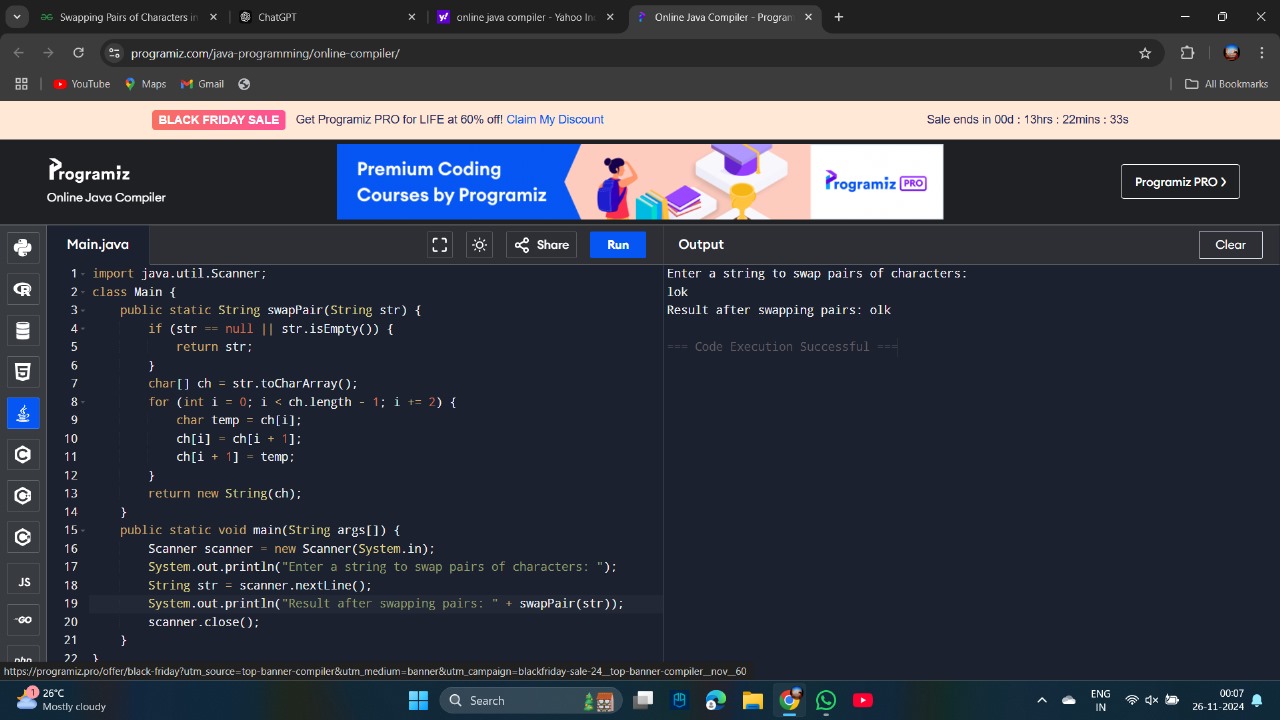 Swapping Pairs of Characters in
ChatGPT
online java compiler - Yahoo Inc
Online Java Compiler - Program
programiz.com/java-programming/online-compiler/
YouTube
Maps
Gmail
All Bookmarks
BLACK FRIDAY SALE
Get Programiz PRO for LIFE at 60% off! Claim My Discount
Sale ends in 00d : 13hrs : 22mins : 33s
Programiz
Online Java Compiler
Premium Coding
Courses by Programiz
Programiz PRO
Programiz PRO >
Main.java
Share
Run
Output
Clear
1 import java.util.Scanner;
2 class Main {
3 public static String swapPair(String str) {
4 if (str == null || str.isEmpty()) {
5 return str;
6 }
7 char[] ch = str.toCharArray();
8 for (int i = 0; i < ch.length - 1; i += 2) {
9 char temp = ch[i];
10 ch[i] = ch[i + 1];
11 ch[i + 1] = temp;
12 }
13 return new String(ch);
14 }
15 public static void main(String args[]) {
16 Scanner scanner = new Scanner(System.in);
17 System.out.println("Enter a string to swap pairs of characters: ");
18 String str = scanner.nextLine();
19 System.out.println("Result after swapping pairs: " + swapPair(str));
20 scanner.close();
21 }
22 }
Enter a string to swap pairs of characters:
lok
Result after swapping pairs: olk
=== Code Execution Successful ===
JS
GO
php
https://programiz.pro/offer/black-friday?utm_source=top-banner-compiler&utm_medium=banner&utm_campaign=blackfriday-sale-24__top-banner-compiler__nov__60
1
26°C
Mostly cloudy
Search
ENG
IN
00:07
26-11-2024